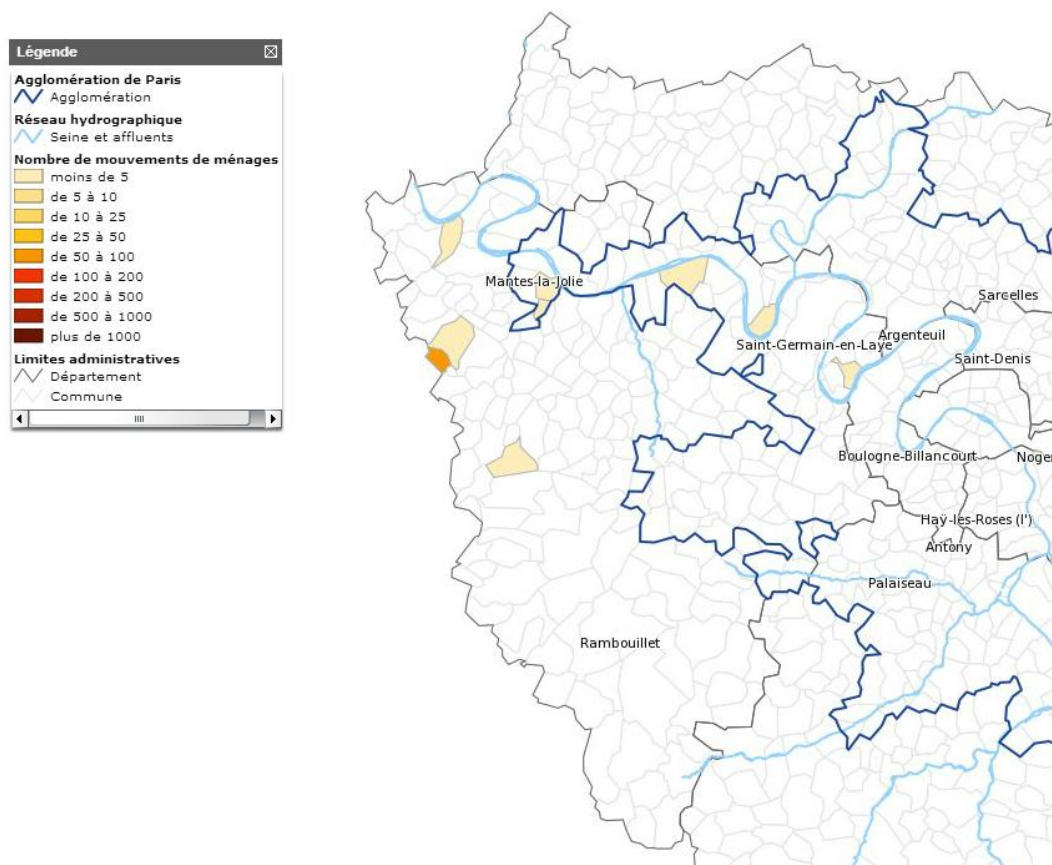 Légende
Agglomération de Paris
Agglomération
Réseau hydrographique
Seine et affluents
Nombre de mouvements de ménages
moins de 5
de 5 à 10
de 10 à 25
de 25 à 50
de 50 à 100
de 100 à 200
de 200 à 500
de 500 à 1000
plus de 1000
Limites administratives
Département
Commune
Mantes-la-Jolie
Sarcelles
Argenteuil
Saint-Germain-en-Laye
Saint-Denis
Boulogne-Billancourt
Noger
Haÿ-les-Roses (l')
Antony
Palaiseau
Rambouillet